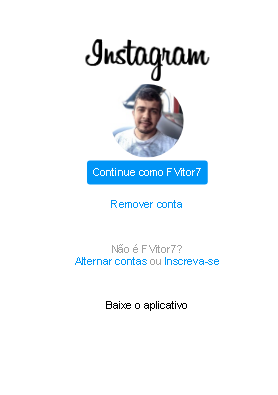 Instagram
Continue como FVitor7
Remover conta
Não é FVitor7?
Alternar contas ou Inscreva-se
Baixe o aplicativo